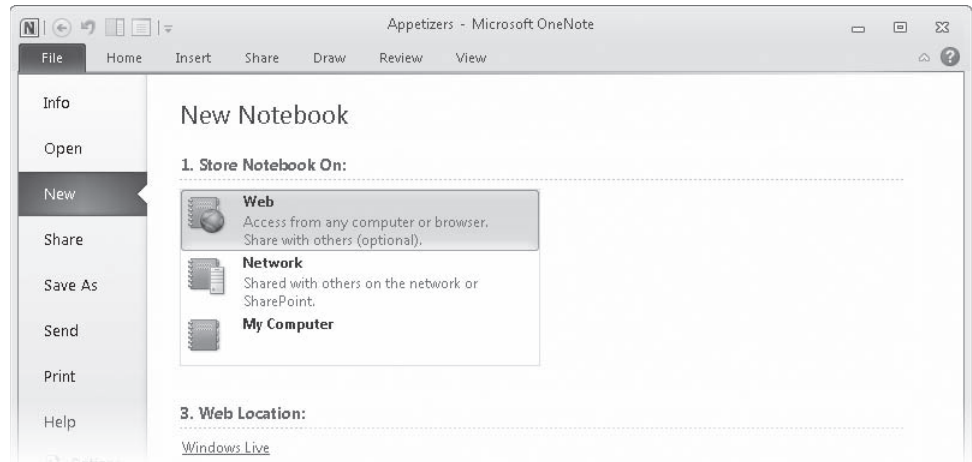 Appetizers - Microsoft OneNote
File Home Insert Share Draw Review View
Info
Open
New
Share
Save As
Send
Print
Help
New Notebook
1. Store Notebook On:
Web
Access from any computer or browser.
Share with others (optional).
Network
Shared with others on the network or
SharePoint.
My Computer
3. Web Location:
Windows Live